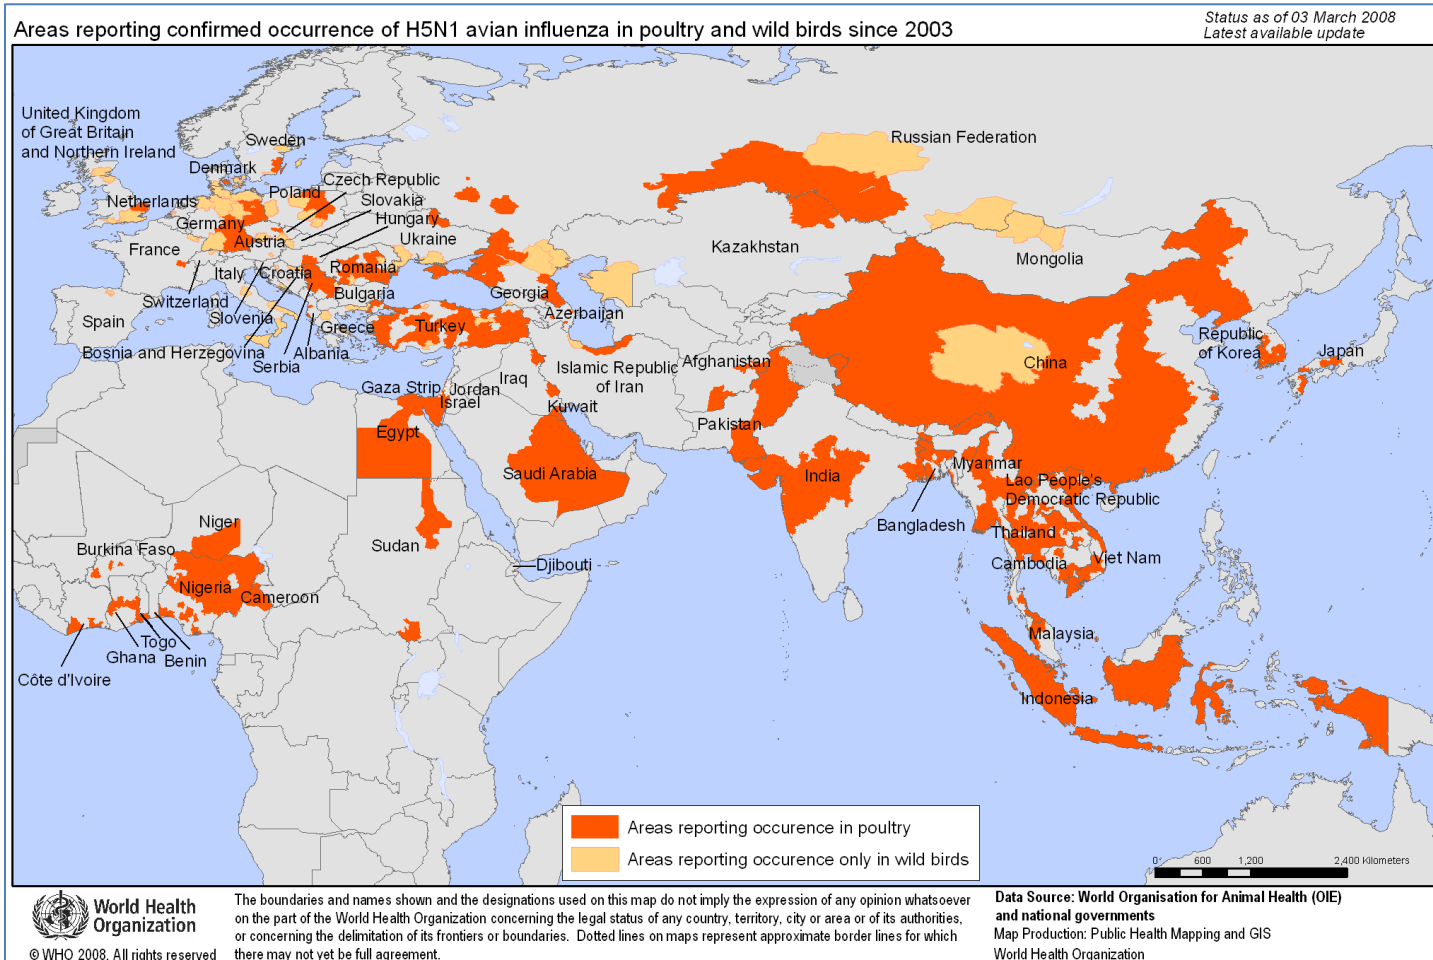 Areas reporting confirmed occurrence of H5N1 avian influenza in poultry and wild birds since 2003
Status as of 03 March 2008
Latest available update
United Kingdom
of Great Britain
and Northern Ireland
Sweden
Denmark
Russian Federation
Czech Republic
Poland
Slovakia
Netherlands
Hungary
Germany
Austria
Ukraine
France
Kazakhstan
Mongolia
Italy
Croatia
Romania
Switzerland
Bulgaria
Georgia
Slovenia
Azerbaijan
Spain
Greece
Turkey
Republic
of Korea
Japan
Bosnia and Herzegovina
Albania
Serbia
Afghanistan
China
Islamic Republic
of Iran
Gaza Strip
Jordan
Iraq
Israel
Kuwait
Pakistan
Egypt
Saudi Arabia
India
Myanmar
Lao People's
Democratic Republic
Bangladesh
Niger
Thailand
Sudan
Burkina Faso
Djibouti
Cambodia
Viet Nam
Nigeria
Cameroon
Malaysia
Togo
Ghana
Benin
Côte d'Ivoire
Indonesia
Areas reporting occurence in poultry
Areas reporting occurence only in wild birds
0 600 1,200 2,400 Kilometers
World Health
Organization
© WHO 2008. All rights reserved
The boundaries and names shown and the designations used on this map do not imply the expression of any opinion whatsoever
on the part of the World Health Organization concerning the legal status of any country, territory, city or area or of its authorities,
or concerning the delimitation of its frontiers or boundaries. Dotted lines on maps represent approximate border lines for which
there may not yet be full agreement.
Data Source: World Organisation for Animal Health (OIE)
and national governments
Map Production: Public Health Mapping and GIS
World Health Organization